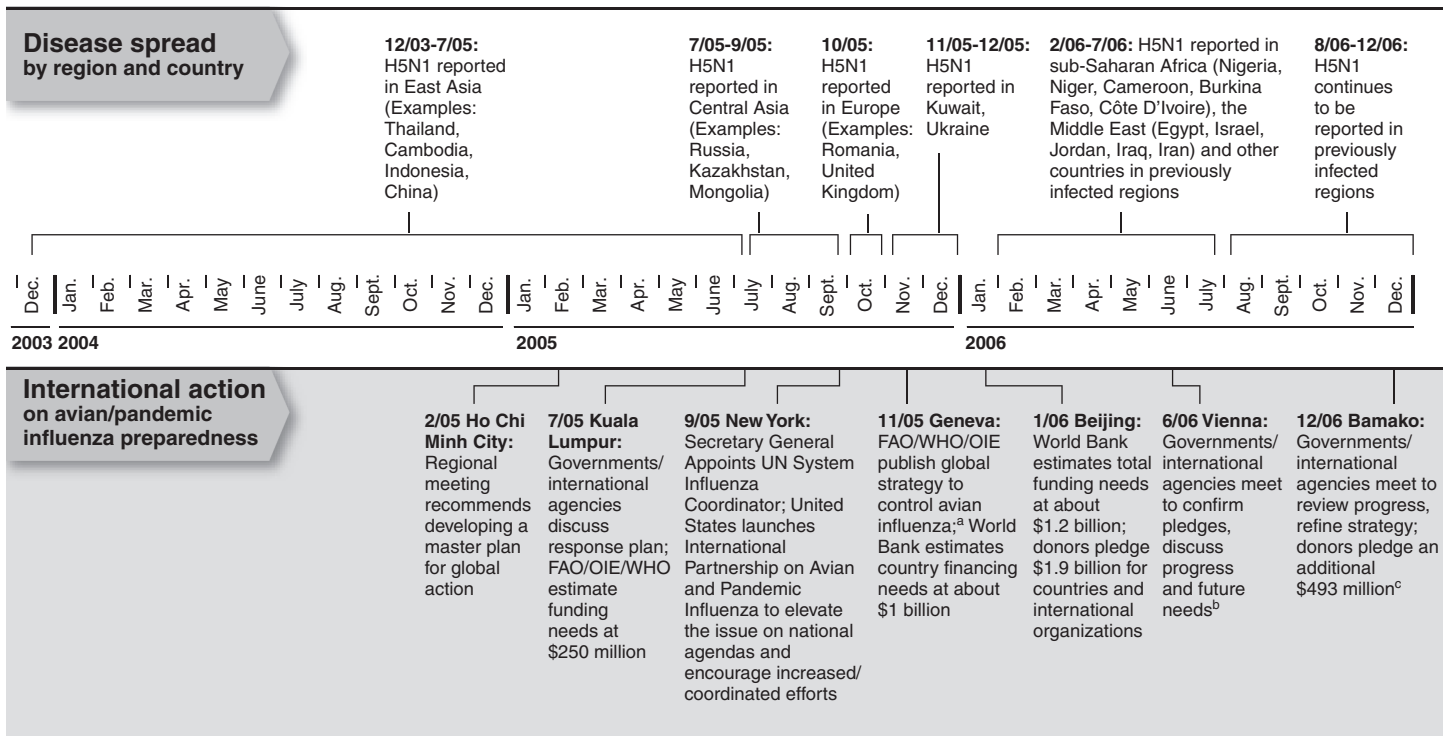 Disease spread
by region and country
12/03-7/05:
H5N1 reported
in East Asia
(Examples:
Thailand,
Cambodia,
Indonesia,
China)
7/05-9/05:
H5N1
reported in
Central Asia
(Examples:
Russia,
Kazakhstan,
Mongolia)
10/05:
H5N1
reported
in Europe
(Examples:
Romania,
United
Kingdom)
11/05-12/05:
H5N1
reported in
Kuwait,
Ukraine
2/06-7/06: H5N1 reported in
sub-Saharan Africa (Nigeria,
Niger, Cameroon, Burkina
Faso, Côte D'Ivoire), the
Middle East (Egypt, Israel,
Jordan, Iraq, Iran) and other
countries in previously
infected regions
8/06-12/06:
H5N1
continues
to be
reported in
previously
infected
regions
Dec. Jan. Feb. Mar. Apr. May June July Aug. Sept. Oct. Nov. Dec. Jan. Feb. Mar. Apr. May June July Aug. Sept. Oct. Nov. Dec. Jan. Feb. Mar. Apr. May June July Aug. Sept. Oct. Nov. Dec.
2003 2004 2005 2006
International action
on avian/pandemic
influenza preparedness
2/05 Ho Chi
Minh City:
Regional
meeting
recommends
developing a
master plan
for global
action
7/05 Kuala
Lumpur:
Governments/
international
agencies
discuss
response plan;
FAO/OIE/WHO
estimate
funding
needs at
$250 million
9/05 New York:
Secretary General
Appoints UN System
Influenza
Coordinator; United
States launches
International
Partnership on Avian
and Pandemic
Influenza to elevate
the issue on national
agendas and
encourage increased/
coordinated efforts
11/05 Geneva:
FAO/WHO/OIE
publish global
strategy to
control avian
influenza;a World
Bank estimates
country financing
needs at about
$1 billion
1/06 Beijing:
World Bank
estimates total
funding needs
at about
$1.2 billion;
donors pledge
$1.9 billion for
countries and
international
organizations
6/06 Vienna:
Governments/
international
agencies meet
to confirm
pledges,
discuss
progress
and future
needsb
12/06 Bamako:
Governments/
international
agencies meet to
review progress,
refine strategy;
donors pledge an
additional
$493 millionc